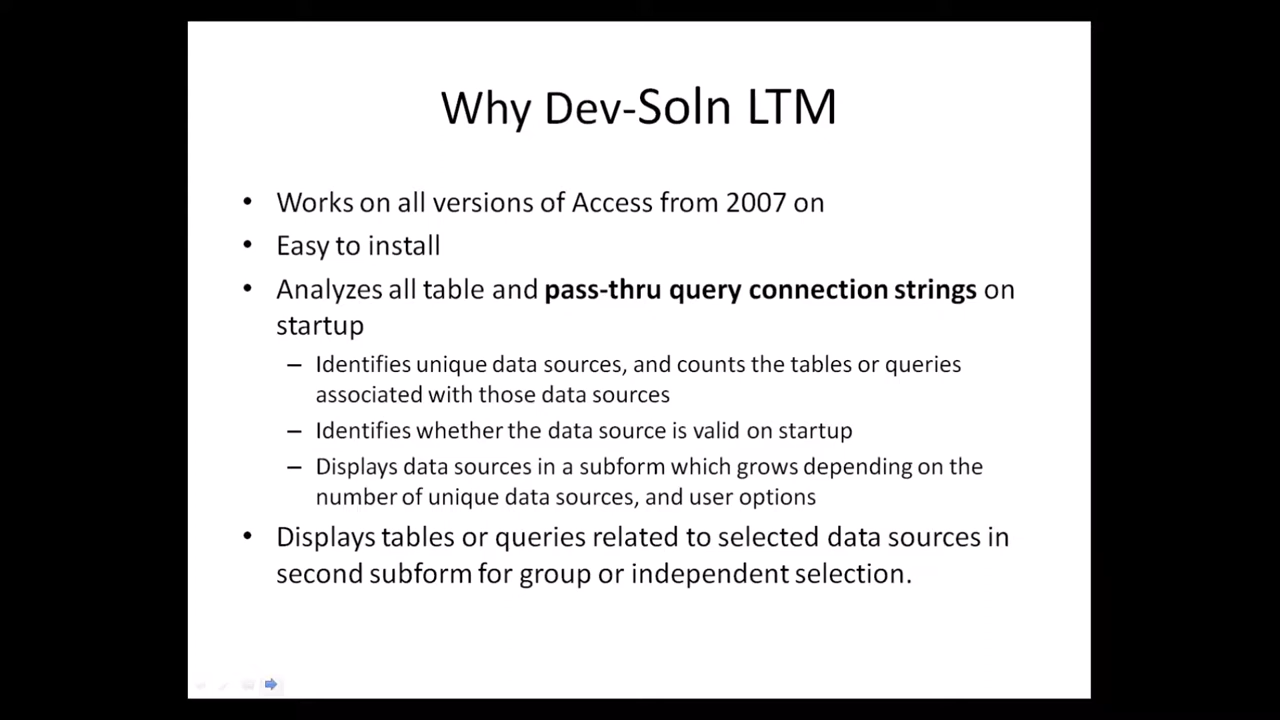 Why Dev-Soln LTM
• Works on all versions of Access from 2007 on
• Easy to install
• Analyzes all table and pass-thru query connection strings on
startup
– Identifies unique data sources, and counts the tables or queries
associated with those data sources
– Identifies whether the data source is valid on startup
– Displays data sources in a subform which grows depending on the
number of unique data sources, and user options
• Displays tables or queries related to selected data sources in
second subform for group or independent selection.